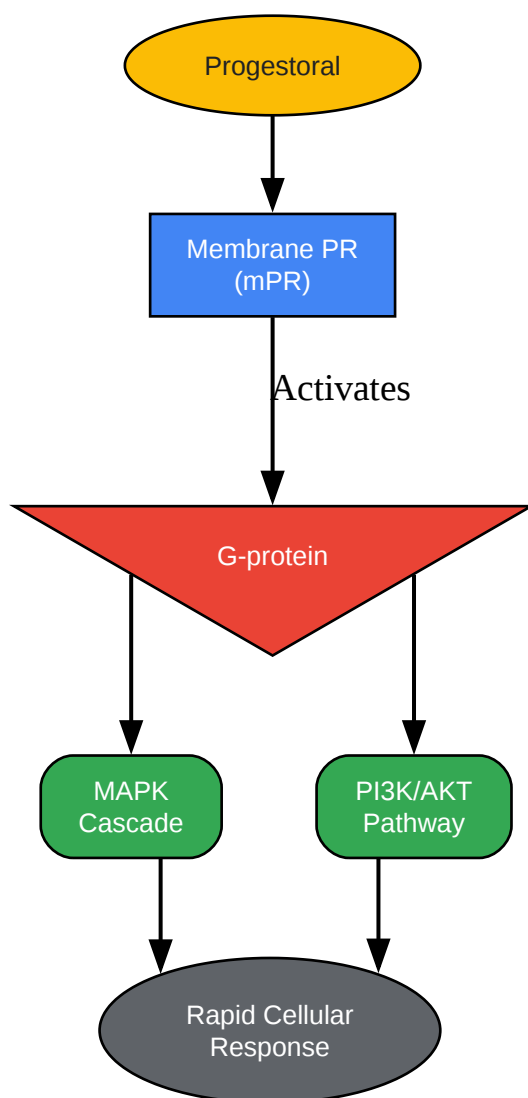 Progestoral
Membrane PR
(mPR)
Activates
G-protein
MAPK
Cascade
PI3K/AKT
Pathway
Rapid Cellular
Response